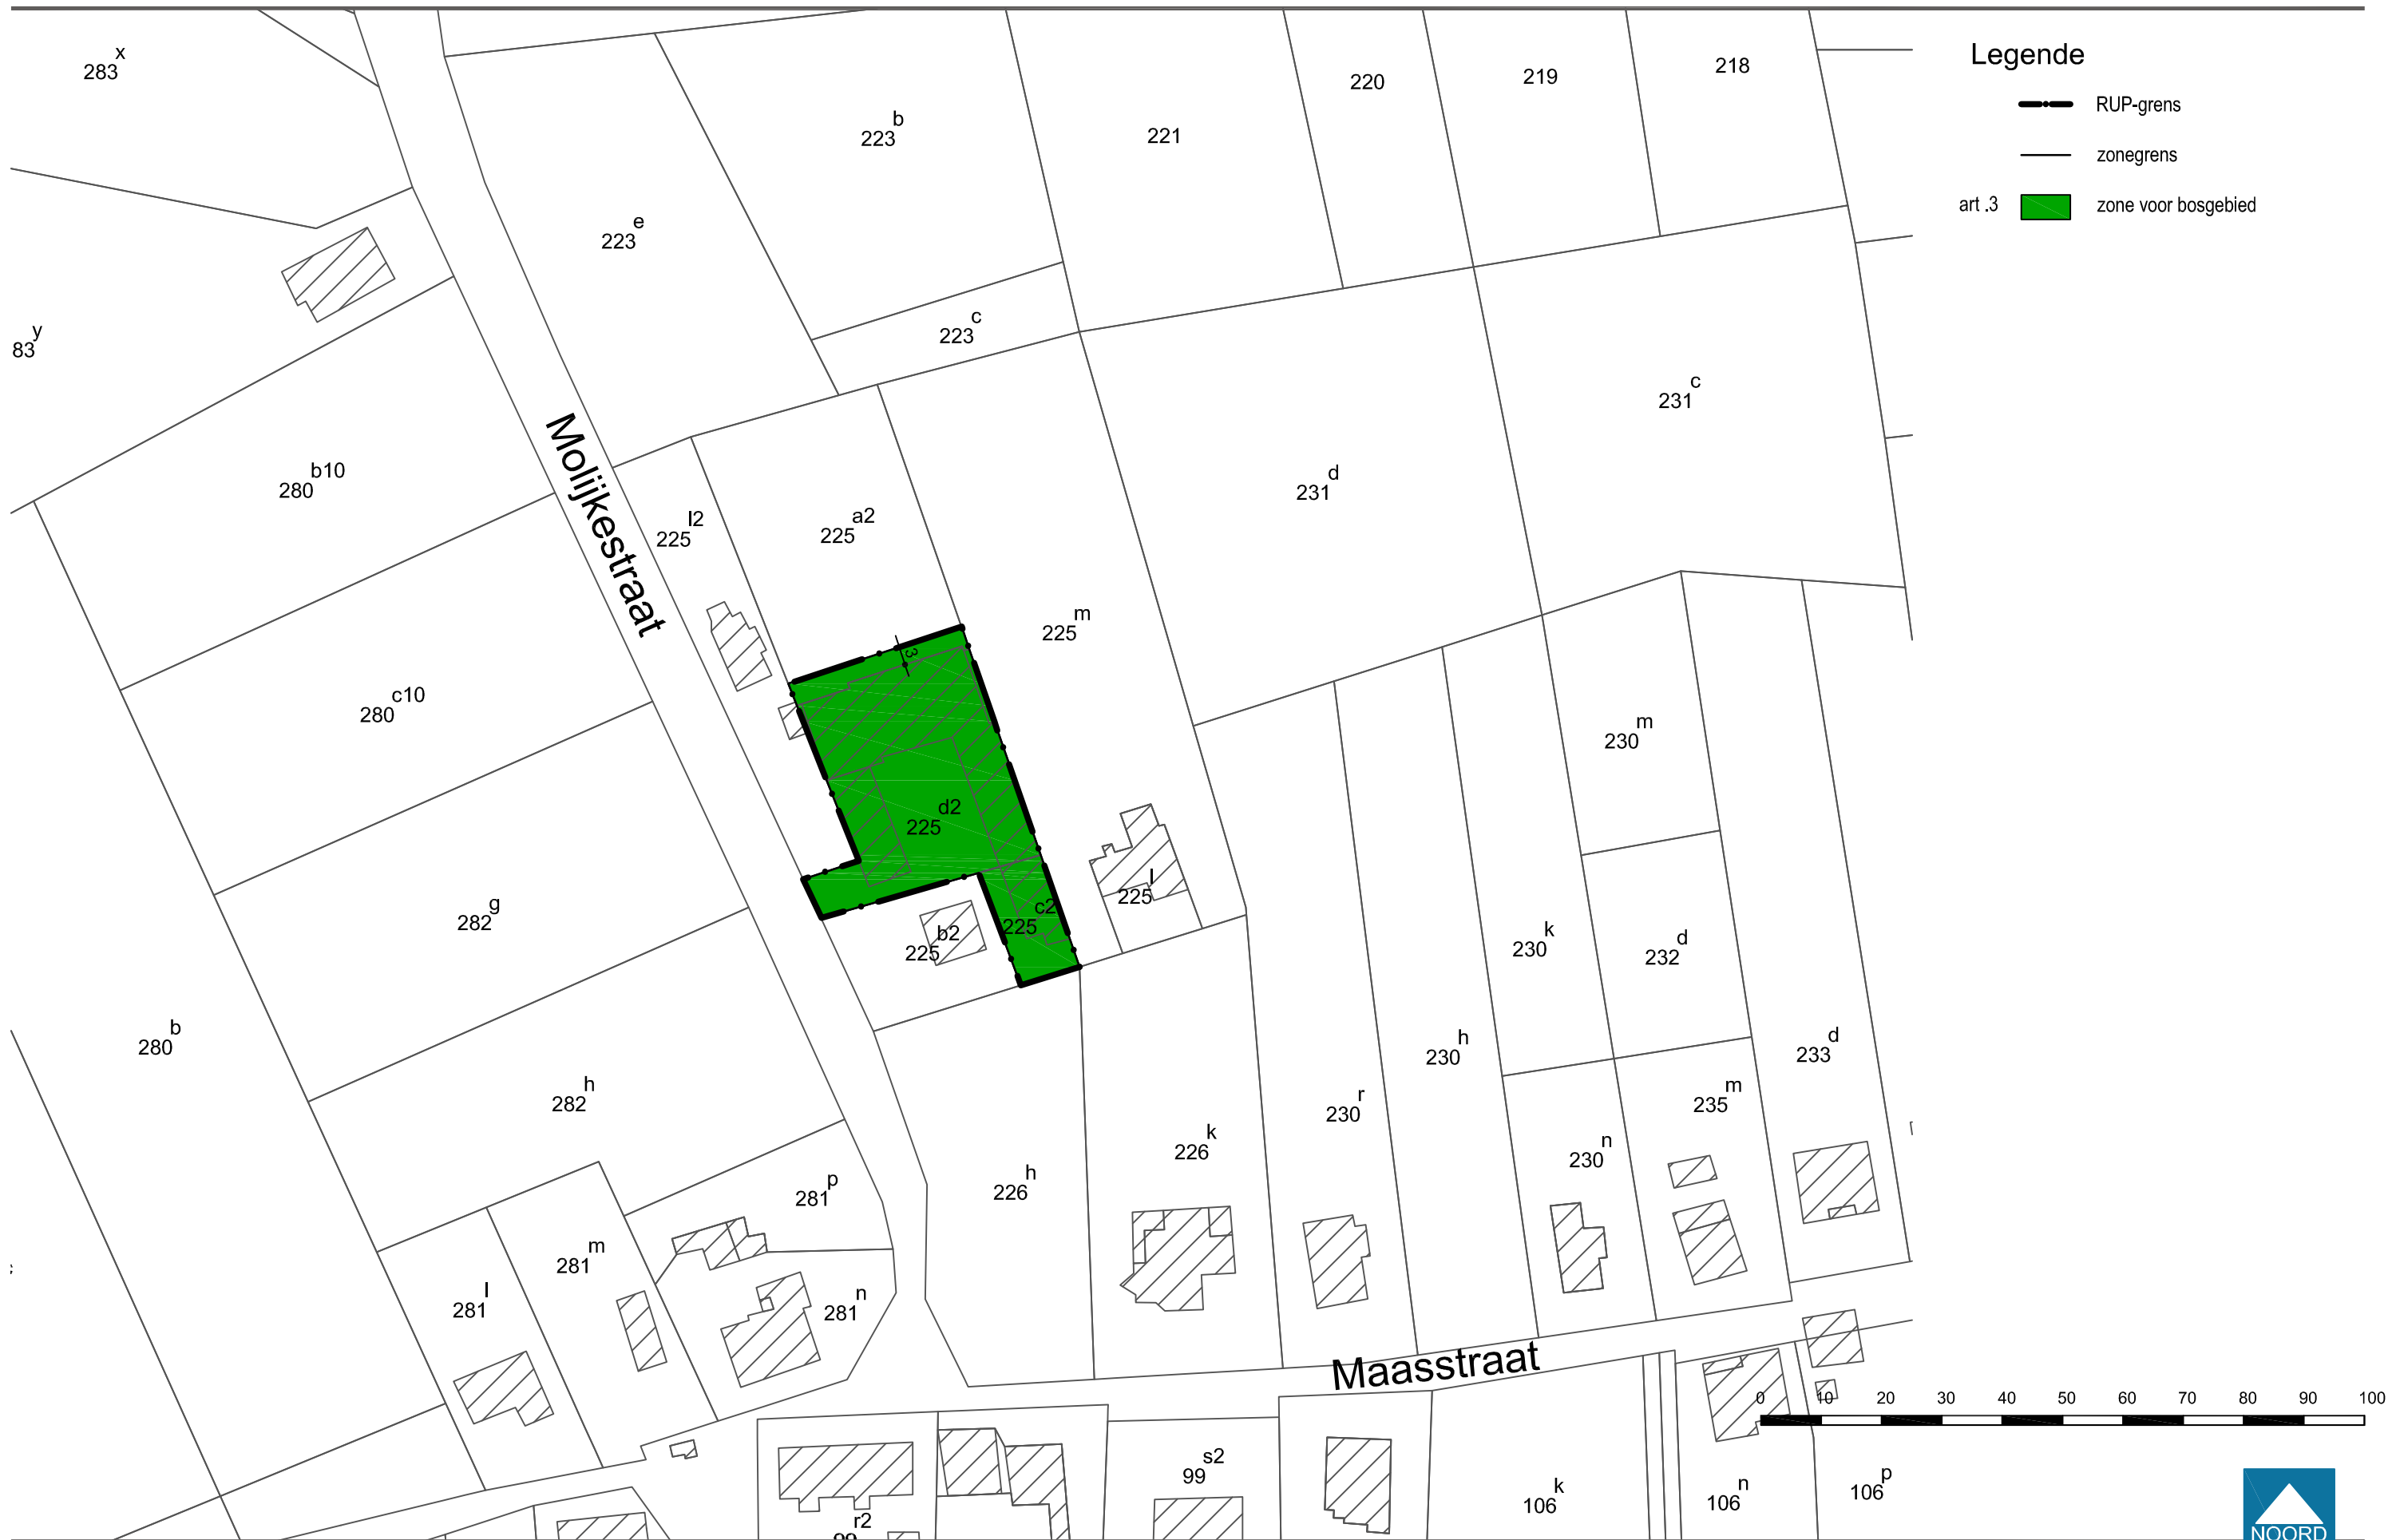 Legende
RUP-grens
zonegrens
art .3 zone voor bosgebied
283 x
223 b
221
220
219
218
223 e
83 y
223 c
231 c
280 b10
231 d
225 l2
225 a2
Molijkestraat
225 m
3
280 c10
230 m
225 d2
225 l
282 g
225 c2
225 b2
230 k
232 d
280 b
230 h
233 d
282 h
230 r
235 m
226 k
230 n
226 h
281 p
281 m
281 l
281 n
Maasstraat
0 10 20 30 40 50 60 70 80 90 100
99 s2
106 k
106 n
106 p
99 r2
NOORD